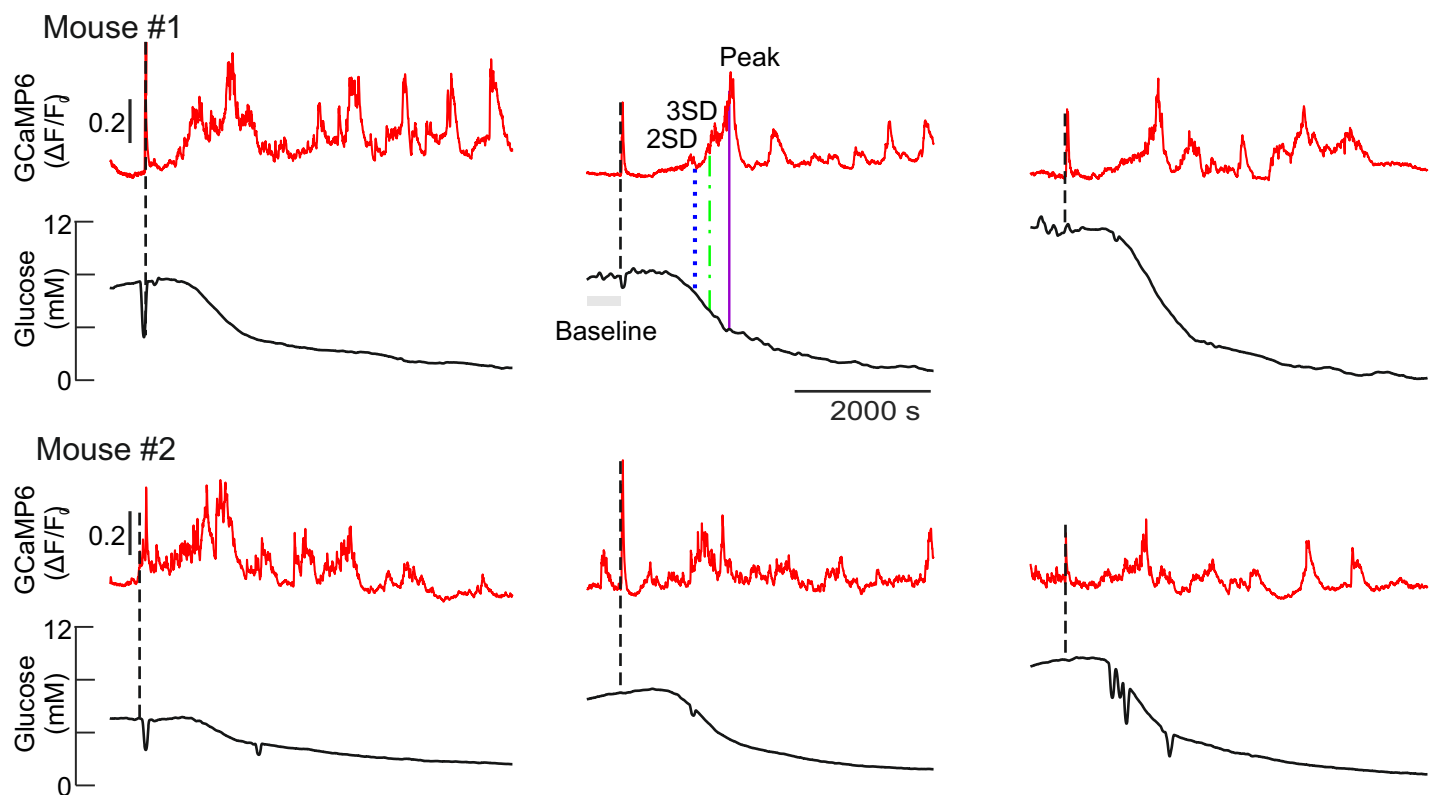 Mouse #1
GCaMP6
(ΔF/F₀)
0.2
Peak
3SD
2SD
Glucose
(mM)
12
0
Baseline
2000 s
Mouse #2
GCaMP6
(ΔF/F₀)
0.2
Glucose
(mM)
12
0